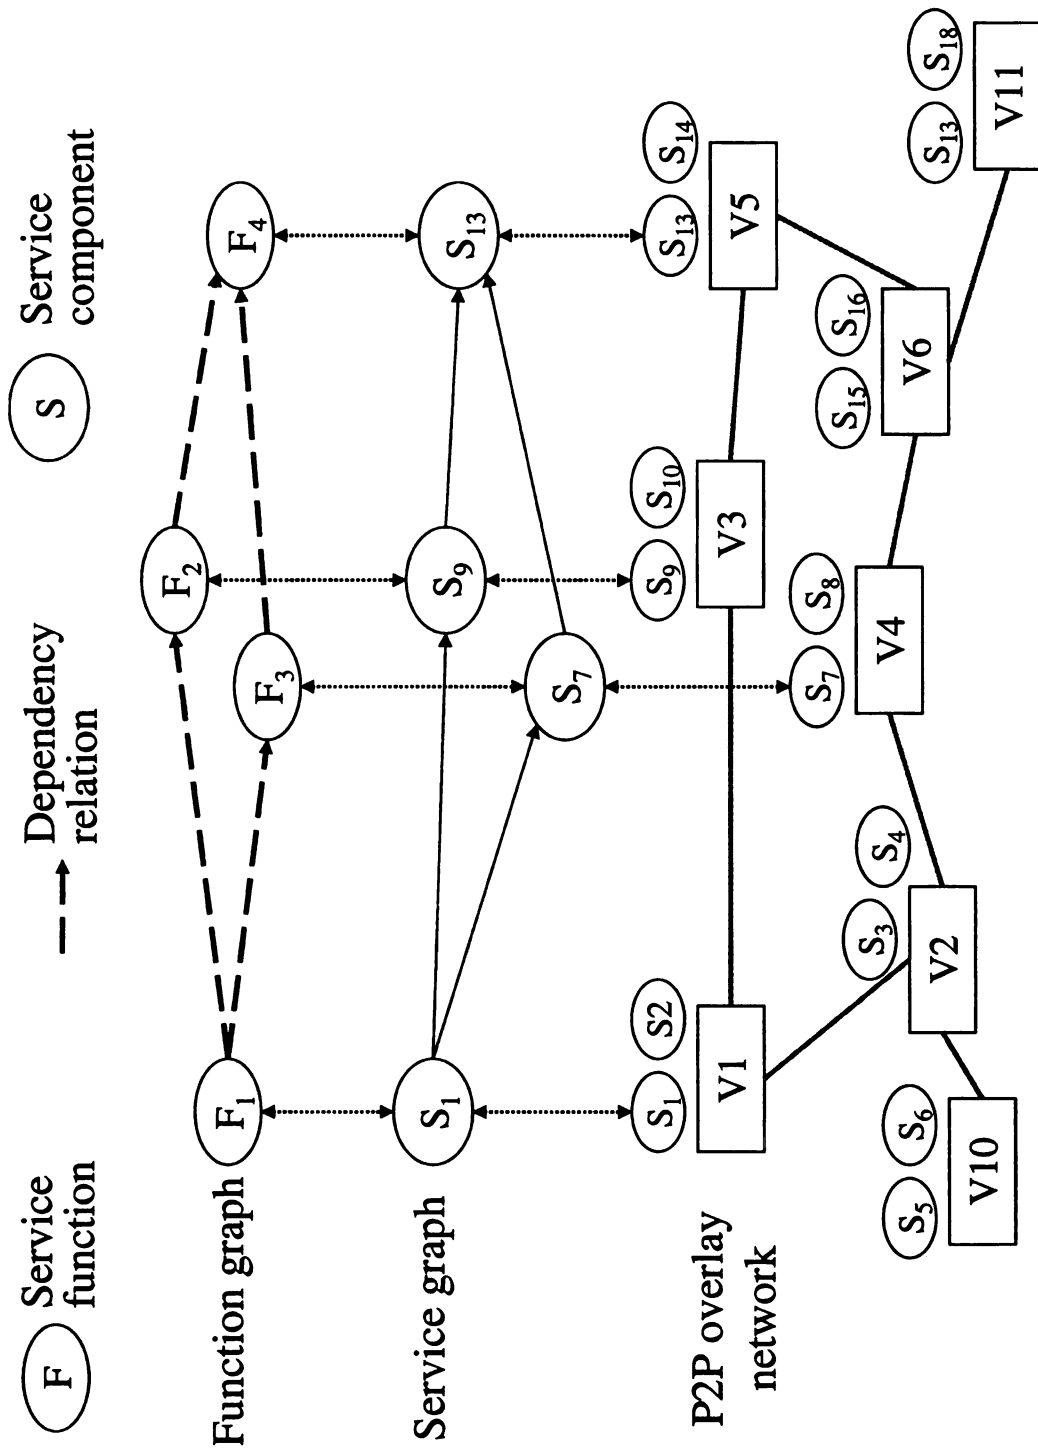 F
Service
function
Dependency
relation
S
Service
component
Function graph
F1
F3
F2
F4
Service graph
S1
S7
S9
S13
P2P overlay
network
S1
S2
V1
S9
S10
V3
S13
S14
V5
S7
S8
V4
S15
S16
V6
S3
S4
V2
S5
S6
V10
S13
S18
V11